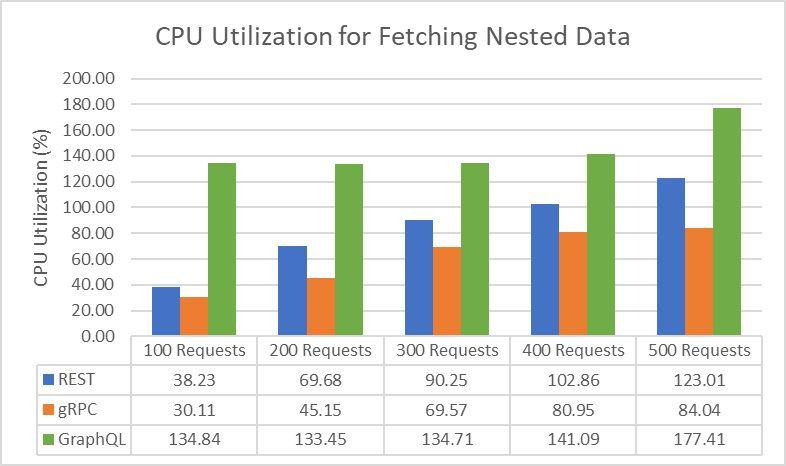 CPU Utilization for Fetching Nested Data
200.00
180.00
160.00
140.00
120.00
100.00
80.00
60.00
40.00
20.00
0.00
CPU Utilization (%)
100 Requests 200 Requests 300 Requests 400 Requests 500 Requests
REST 38.23 69.68 90.25 102.86 123.01
gRPC 30.11 45.15 69.57 80.95 84.04
GraphQL 134.84 133.45 134.71 141.09 177.41